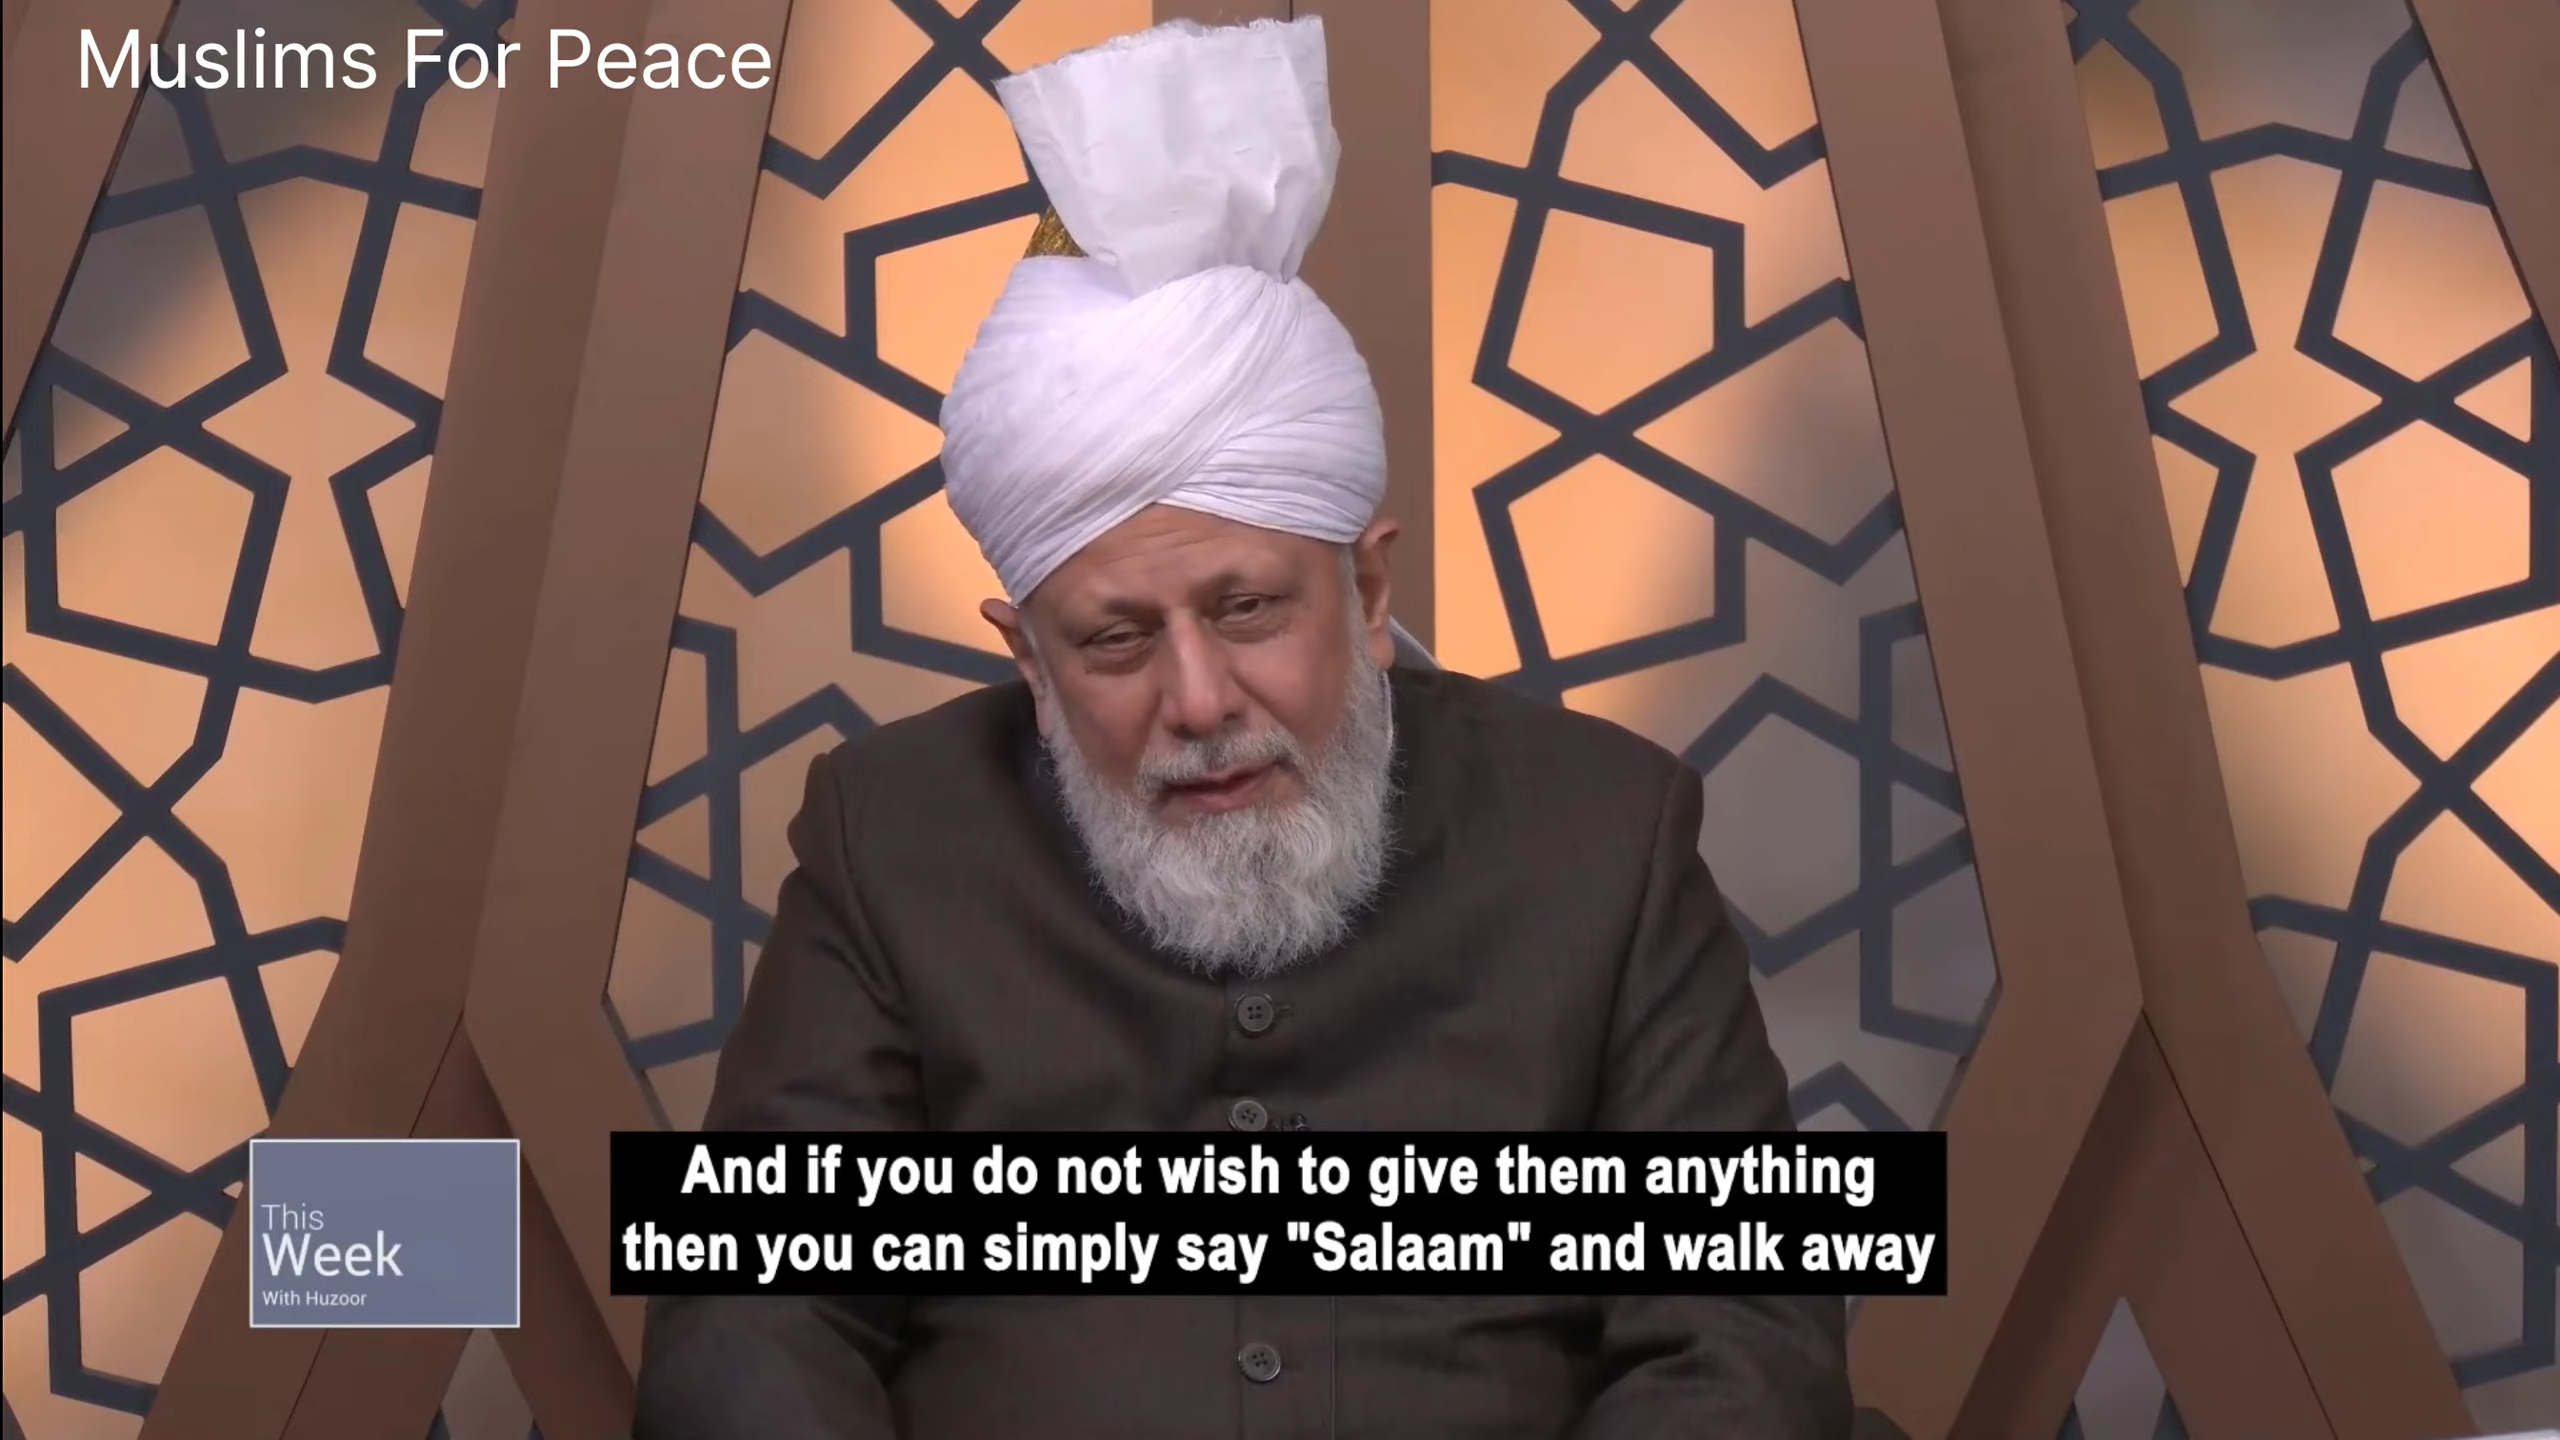 Muslims For Peace
And if you do not wish to give them anything
then you can simply say "Salaam" and walk away
This
Week
With Huzoor